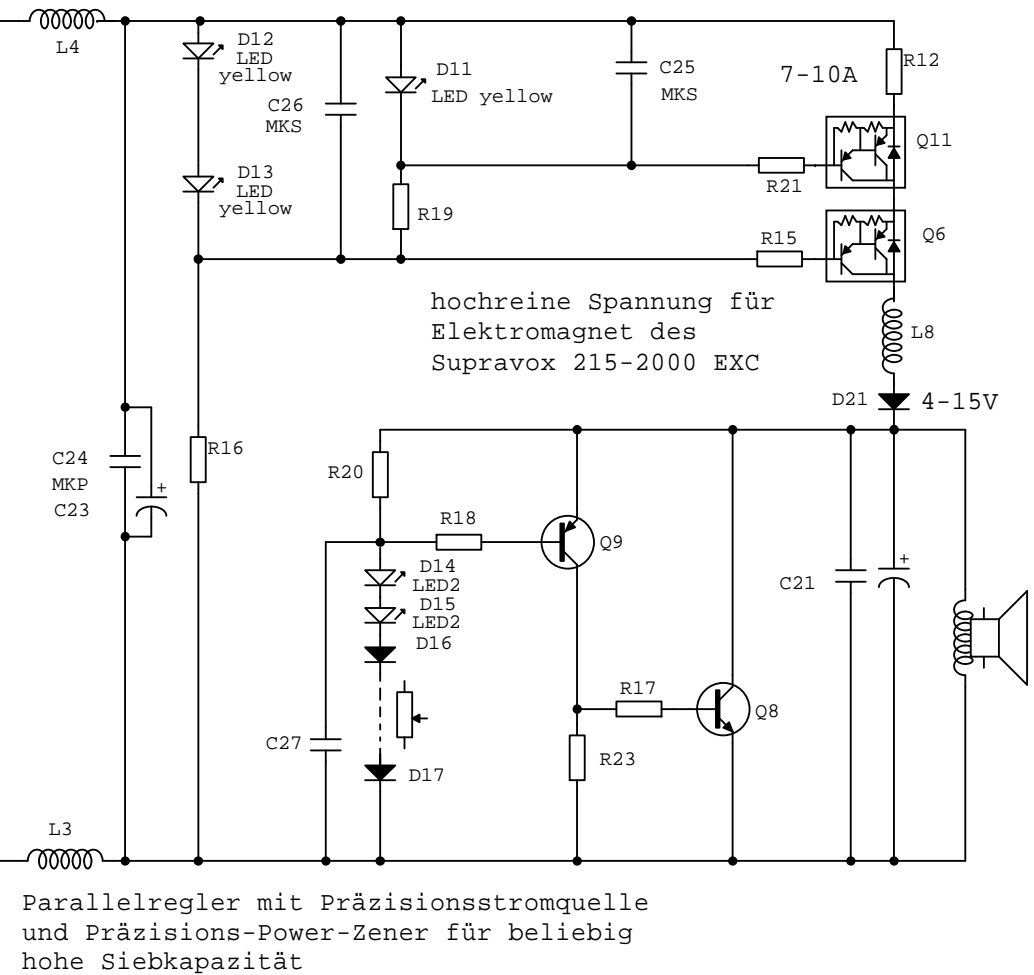 L4
D12
LED
yellow
D11
LED yellow
C25
MKS
7-10A
R12
C26
MKS
Q11
D13
LED
yellow
R21
R19
R15
Q6
hochreine Spannung für
Elektromagnet des
Supravox 215-2000 EXC
L8
D21
4-15V
R16
C24
MKP
C23
+
R20
R18
Q9
D14
LED2
D15
LED2
D16
C21
+
R17
Q8
C27
R23
D17
L3
Parallelregler mit Präzisionsstromquelle
und Präzisions-Power-Zener für beliebig
hohe Siebkapazität